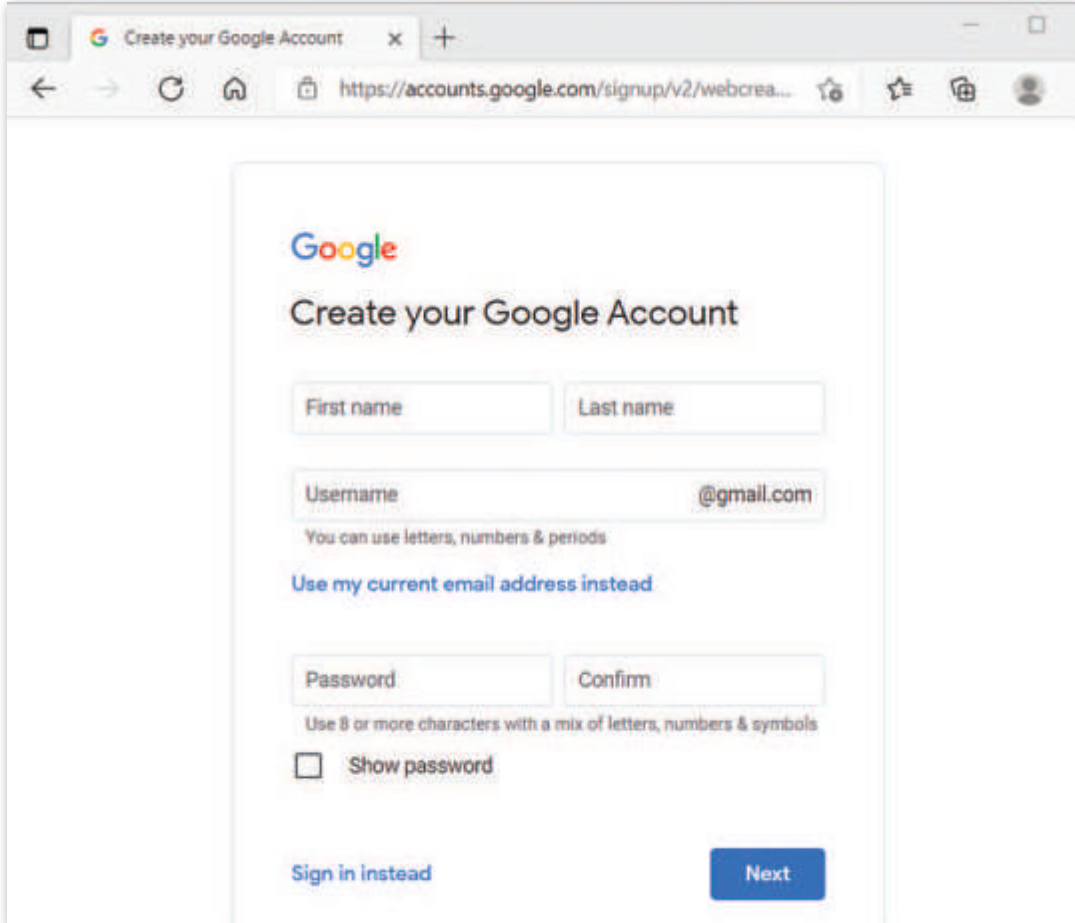 Create your Google Account
https://accounts.google.com/signup/v2/webcrea...
Google
Create your Google Account
First name Last name
Username @gmail.com
You can use letters, numbers & periods
Use my current email address instead
Password Confirm
Use 8 or more characters with a mix of letters, numbers & symbols
Show password
Sign in instead Next